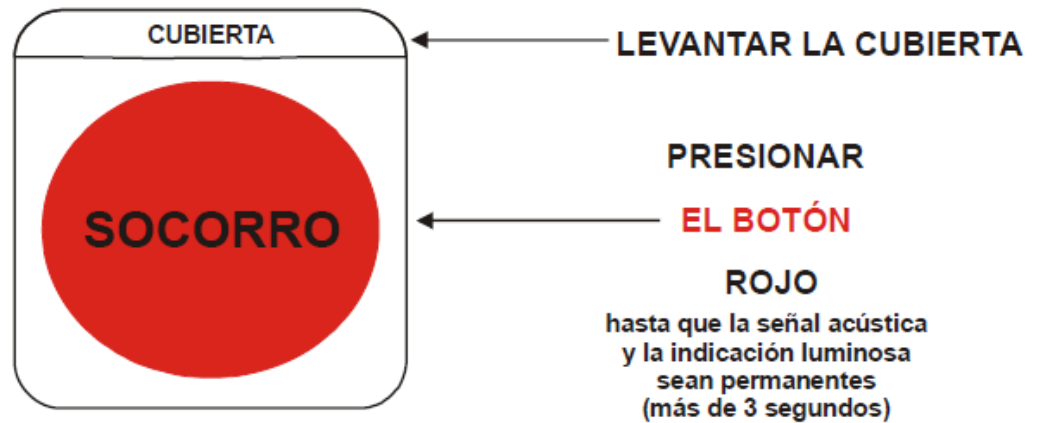 CUBIERTA
LEVANTAR LA CUBIERTA
SOCORRO
PRESIONAR
EL BOTÓN
ROJO
hasta que la señal acústica
y la indicación luminosa
sean permanentes
(más de 3 segundos)